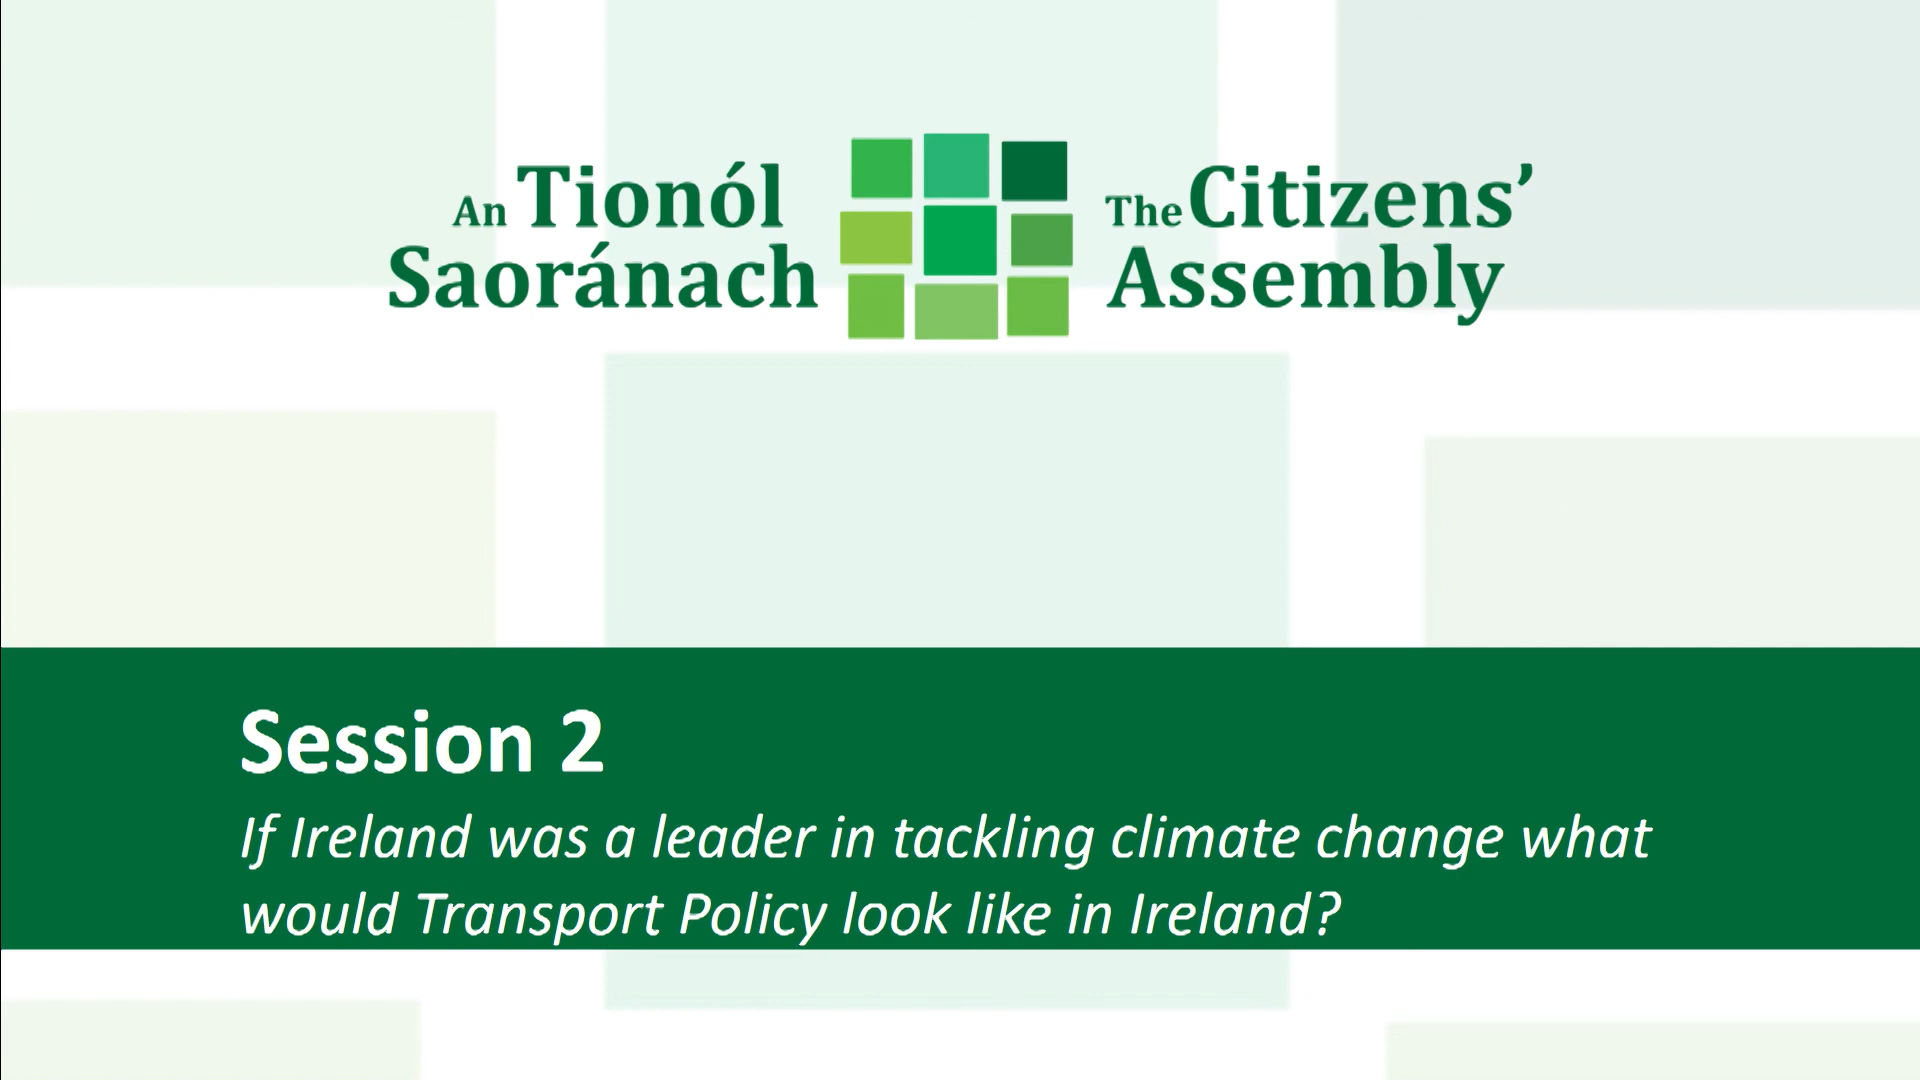 An Tionól
Saoránach
The Citizens’
Assembly
Session 2
If Ireland was a leader in tackling climate change what
would Transport Policy look like in Ireland?